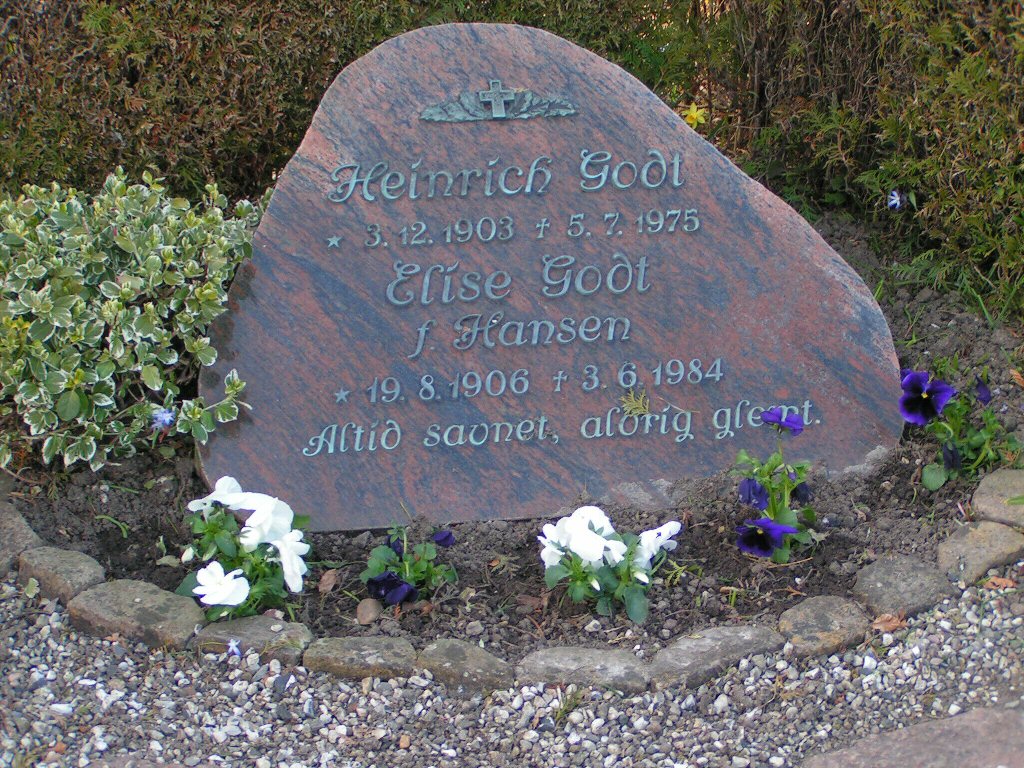 Heinrich Godt
★ 3. 12. 1903 ✝ 5. 7. 1975
Elise Godt
f Hansen
★ 19. 8. 1906 ✝ 3. 6. 1984
Altid savnet, aldrig glemt.